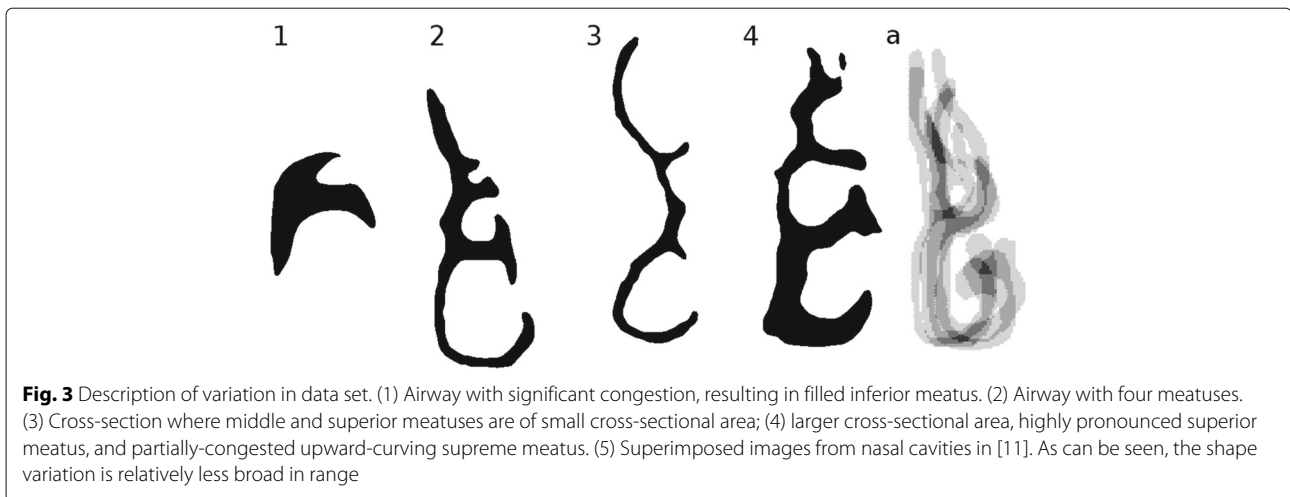 1 2 3 4 a
Fig. 3 Description of variation in data set. (1) Airway with significant congestion, resulting in filled inferior meatus. (2) Airway with four meatuses.
(3) Cross-section where middle and superior meatuses are of small cross-sectional area; (4) larger cross-sectional area, highly pronounced superior
meatus, and partially-congested upward-curving supreme meatus. (5) Superimposed images from nasal cavities in [11]. As can be seen, the shape
variation is relatively less broad in range